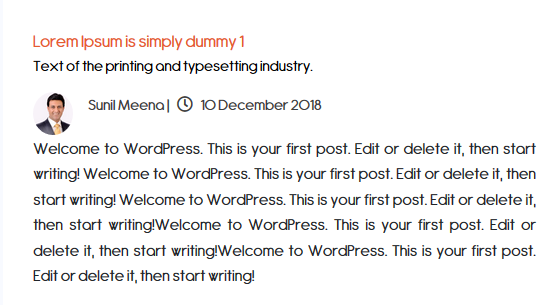 Lorem Ipsum is simply dummy 1
Text of the printing and typesetting industry.
Sunil Meena | 10 December 2018
Welcome to WordPress. This is your first post. Edit or delete it, then start
writing! Welcome to WordPress. This is your first post. Edit or delete it, then
start writing! Welcome to WordPress. This is your first post. Edit or delete it,
then start writing!Welcome to WordPress. This is your first post. Edit or
delete it, then start writing!Welcome to WordPress. This is your first post.
Edit or delete it, then start writing!